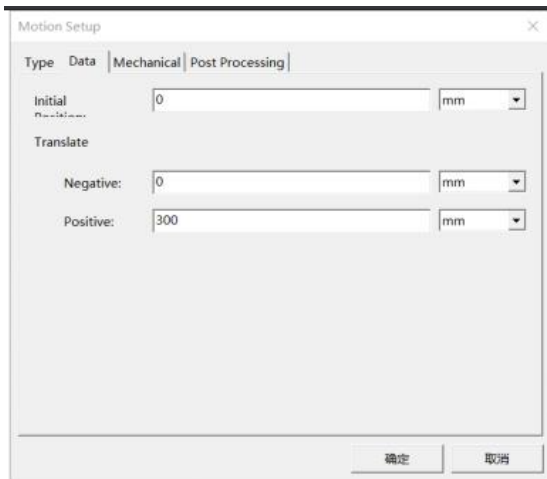 Motion Setup
Type Data Mechanical Post Processing
Initial 0 mm
Translate
Negative: 0 mm
Positive: 300 mm
确定 取消